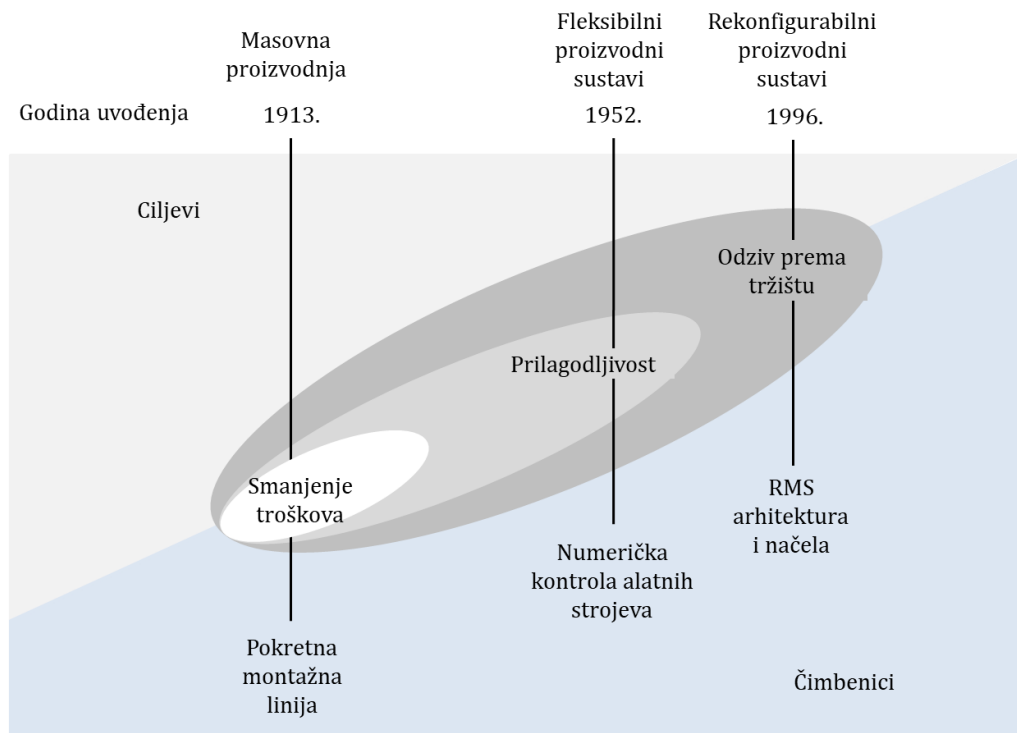 Masovna
proizvodnja
Fleksibilni
proizvodni
sustavi
Rekonfigurabilni
proizvodni
sustavi
Godina uvođenja
1913.
1952.
1996.
Ciljevi
Odziv prema
tržištu
Prilagodljivost
Smanjenje
troškova
RMS
arhitektura
i načela
Numerička
kontrola alatnih
strojeva
Pokretna
montažna
linija
Čimbenici